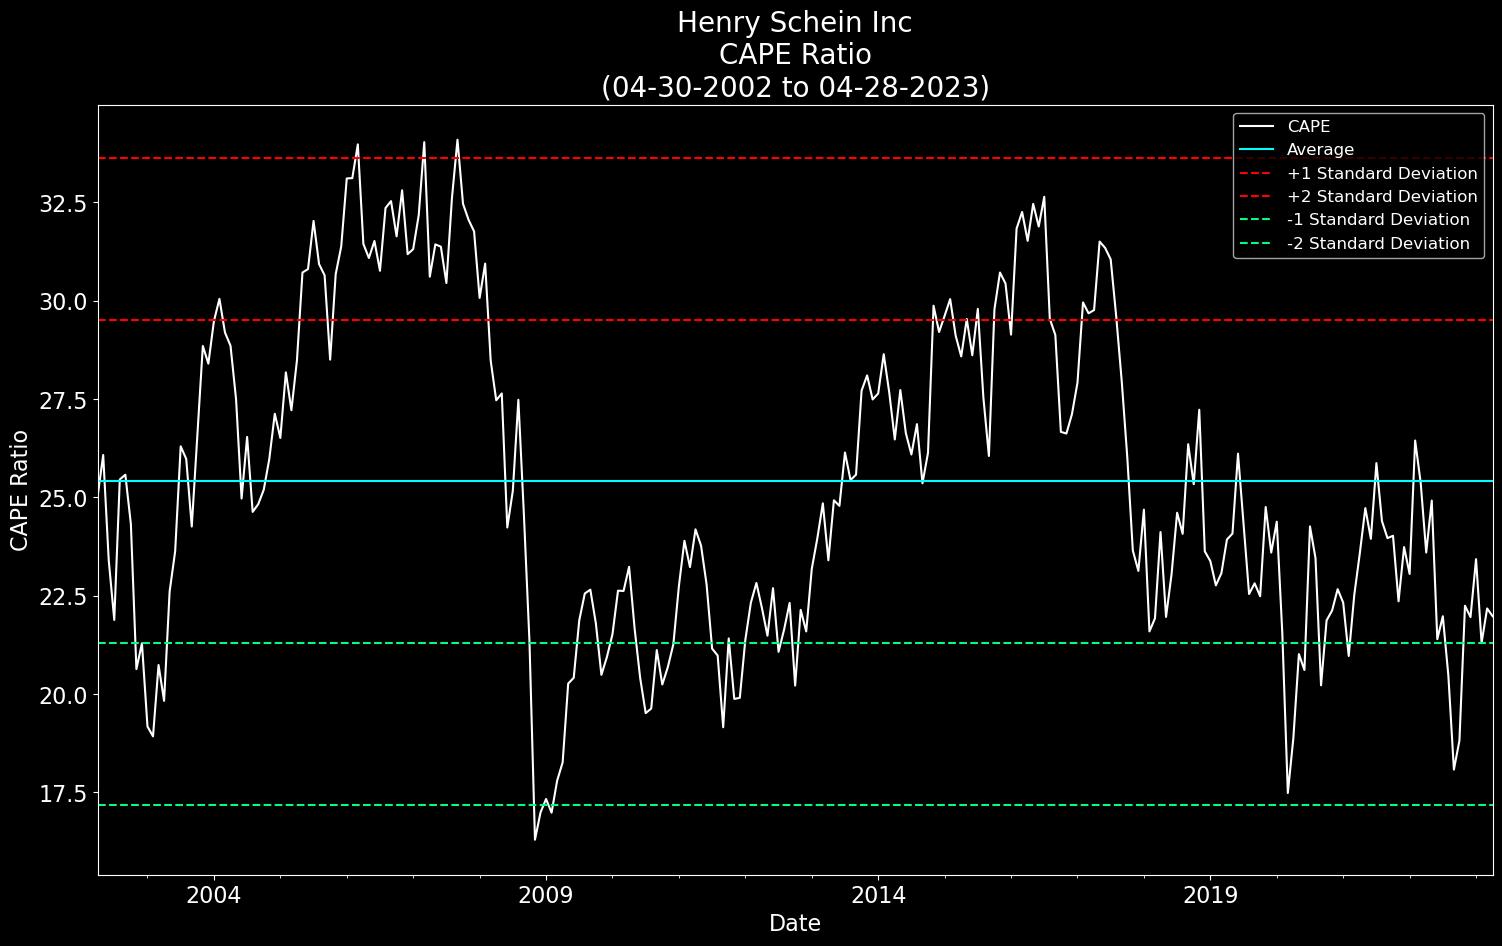 Henry Schein Inc
CAPE Ratio
(04-30-2002 to 04-28-2023)
CAPE
Average
+1 Standard Deviation
+2 Standard Deviation
-1 Standard Deviation
-2 Standard Deviation
CAPE Ratio
32.5
30.0
27.5
25.0
22.5
20.0
17.5
2004
2009
2014
2019
Date